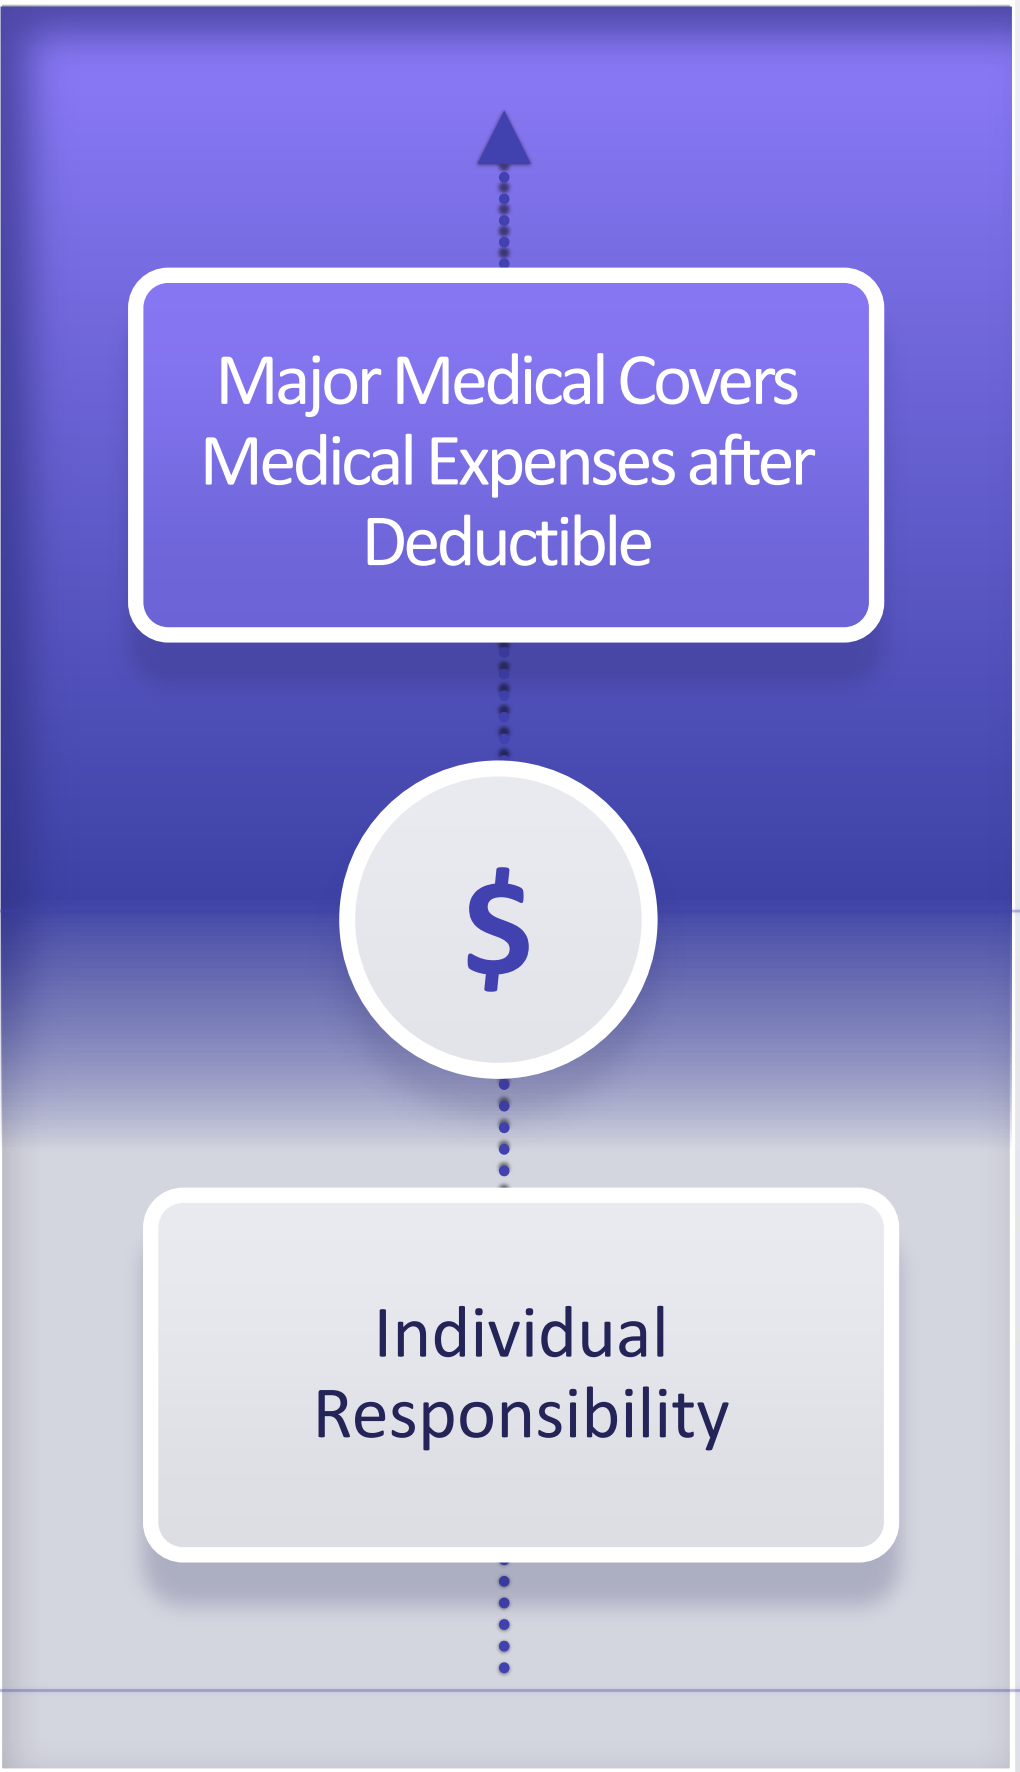 Major Medical Covers
Medical Expenses after
Deductible
$
Individual
Responsibility